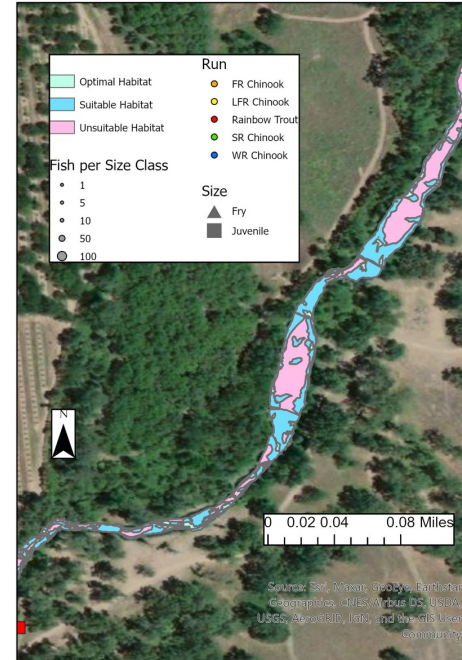 Optimal Habitat
Suitable Habitat
Unsuitable Habitat
Fish per Size Class
1
5
10
50
100
Run
FR Chinook
LFR Chinook
Rainbow Trout
SR Chinook
WR Chinook
Size
Fry
Juvenile
N
0 0.02 0.04 0.08 Miles
Source: Esri, Maxar, GeoEye, Earthstar
Geographics, CNES/Airbus DS, USDA,
USGS, AeroGRID, IGN, and the GIS User
Community